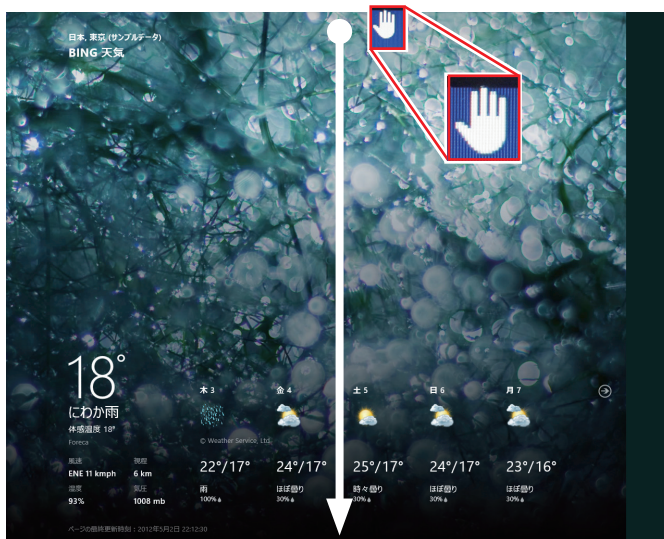 日本, 東京 (サンプルデータ)
BING 天気
18°
にわか雨
体感温度 18°
Foreca
風速
視程
ENE 11 kmph
6 km
湿度
気圧
93%
1008 mb
木 3
金 4
土 5
日 6
月 7
© Weather Service, Ltd.
22°/17°
24°/17°
25°/17°
24°/17°
23°/16°
雨
ほぼ曇り
時々曇り
ほぼ曇り
ほぼ曇り
100%
30%
30%
30%
30%
ページの最終更新時刻 : 2012年5月2日 22:12:30